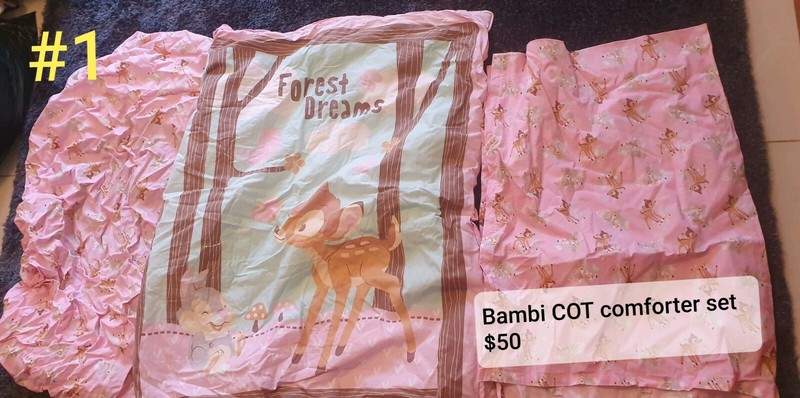 #1
Forest
Dreams
Bambi COT comforter set
$50